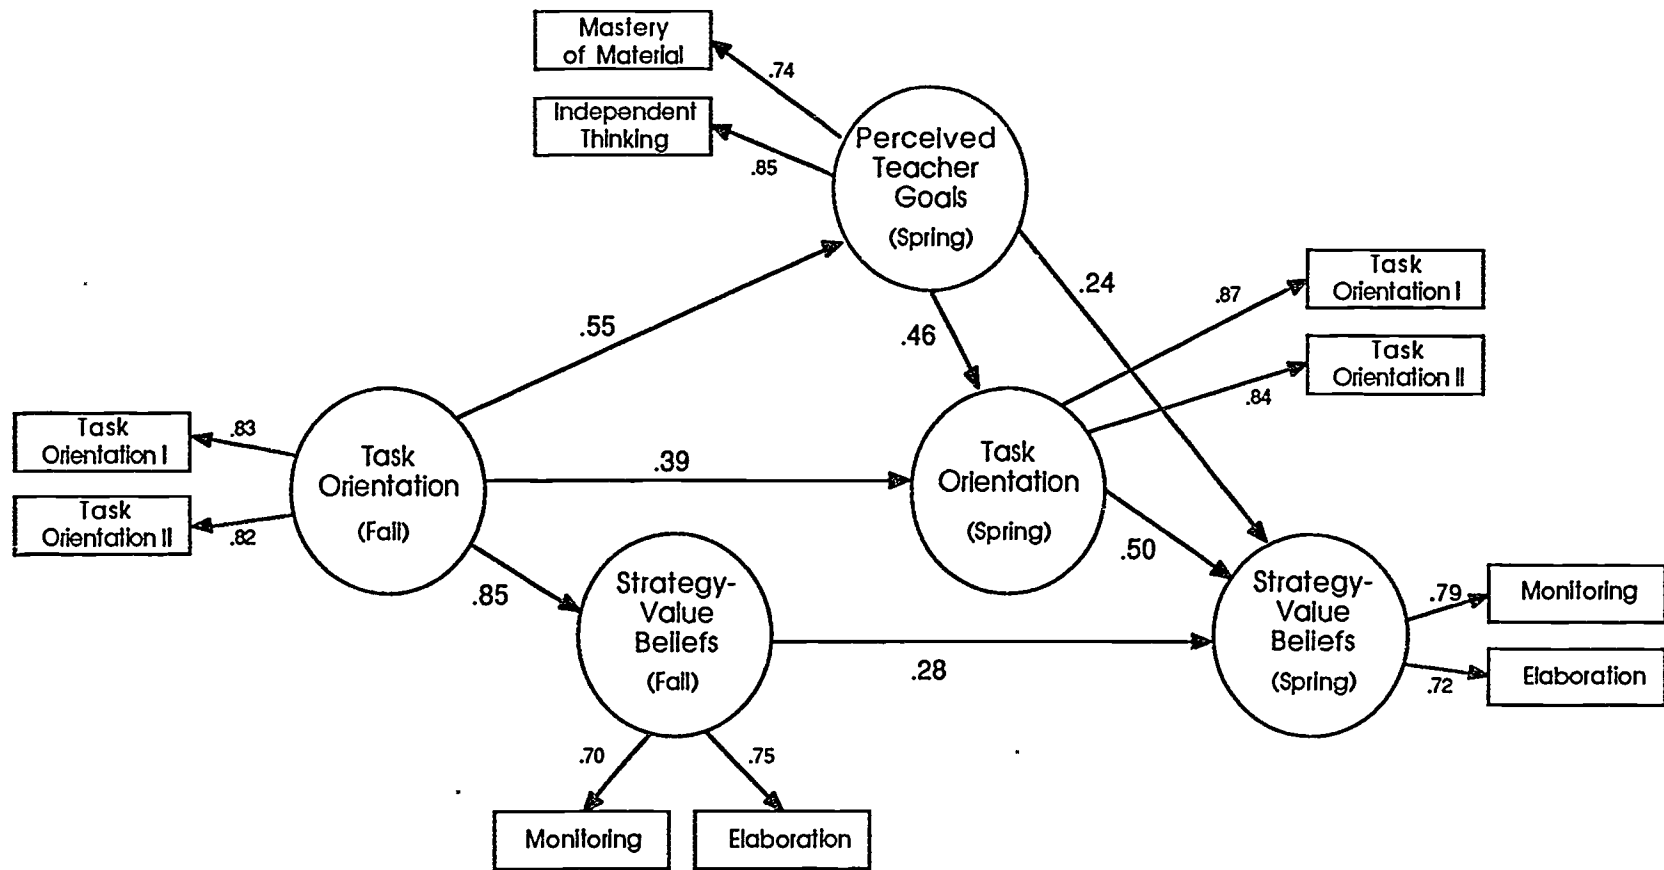 Mastery
of Material
.74
Independent
Thinking
.85
Perceived
Teacher
Goals
(Spring)
.24
Task
Orientation I
.87
.55
.46
Task
Orientation II
.84
Task
Orientation I
.83
Task
Orientation
(Fall)
.39
Task
Orientation
(Spring)
Task
Orientation II
.82
.50
.85
Strategy-
Value
Beliefs
(Fall)
.28
Strategy-
Value
Beliefs
(Spring)
.79
Monitoring
.72
Elaboration
.70
.75
Monitoring
Elaboration